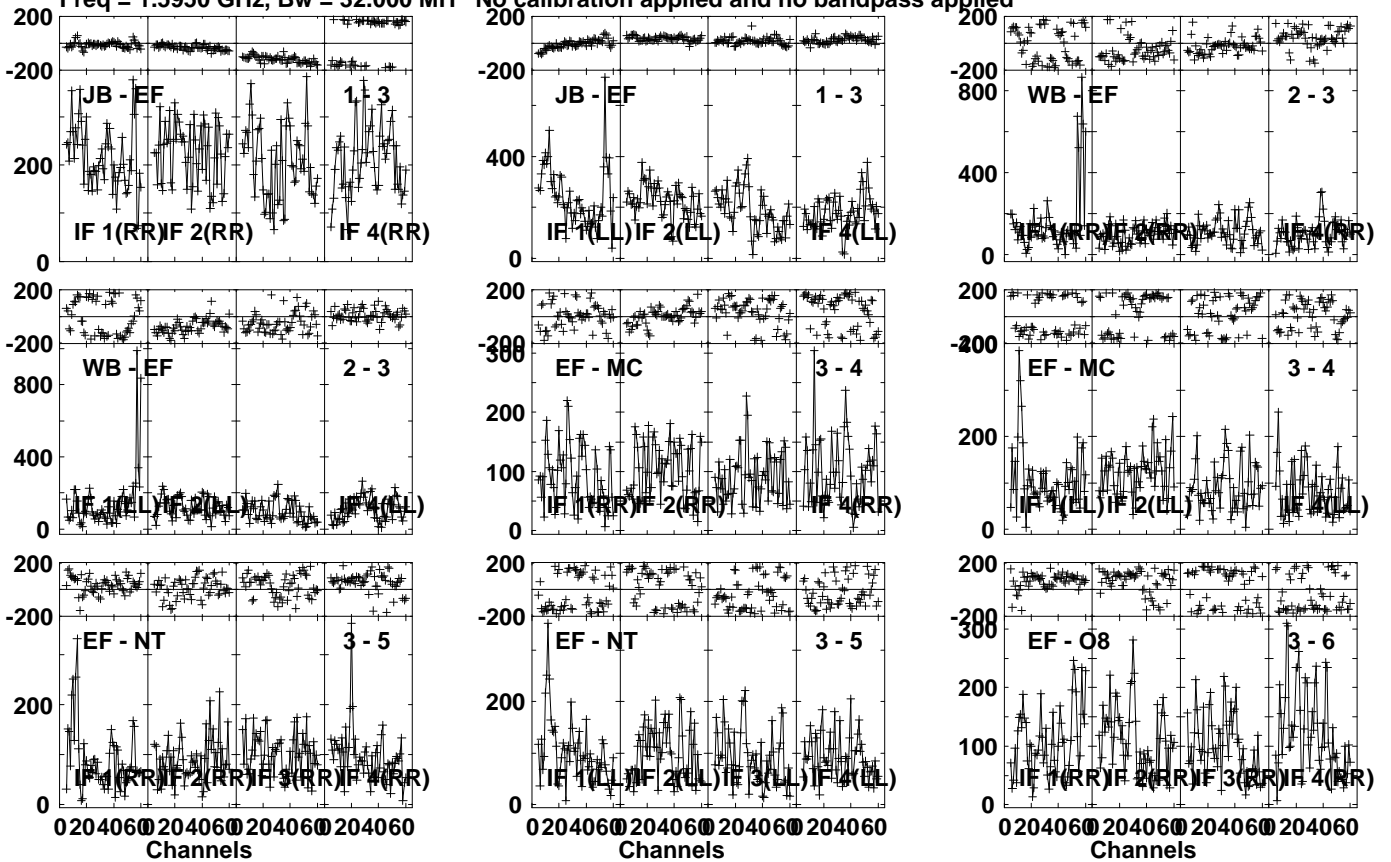 Freq = 1.5950 GHz, Bw = 32.000 MH No calibration applied and no bandpass applied
200
-200
JB - EF 1 - 3
200
0
IF 1(RR) IF 2(RR) IF 4(RR)
200
-200
JB - EF 1 - 3
400
0
IF 1(LL) IF 2(LL) IF 4(LL)
200
-200
800
WB - EF 2 - 3
400
0
IF 1(RR) IF 2(RR) IF 4(RR)
200
-200
WB - EF 2 - 3
800
400
0
IF 1(LL) IF 2(LL) IF 4(LL)
200
-200
300
EF - MC 3 - 4
200
100
0
IF 1(RR) IF 2(RR) IF 4(RR)
200
-200
400
EF - MC 3 - 4
200
0
IF 1(LL) IF 2(LL) IF 4(LL)
200
-200
EF - NT 3 - 5
200
0
IF 1(RR) IF 2(RR) IF 3(RR) IF 4(RR)
0 20 40 60 0 20 40 60 0 20 40 60 0 20 40 60
Channels
200
-200
EF - NT 3 - 5
200
0
IF 1(LL) IF 2(LL) IF 3(LL) IF 4(LL)
0 20 40 60 0 20 40 60 0 20 40 60 0 20 40 60
Channels
200
-200
300
EF - O8 3 - 6
200
100
0
IF 1(RR) IF 2(RR) IF 3(RR) IF 4(RR)
0 20 40 60 0 20 40 60 0 20 40 60 0 20 40 60
Channels